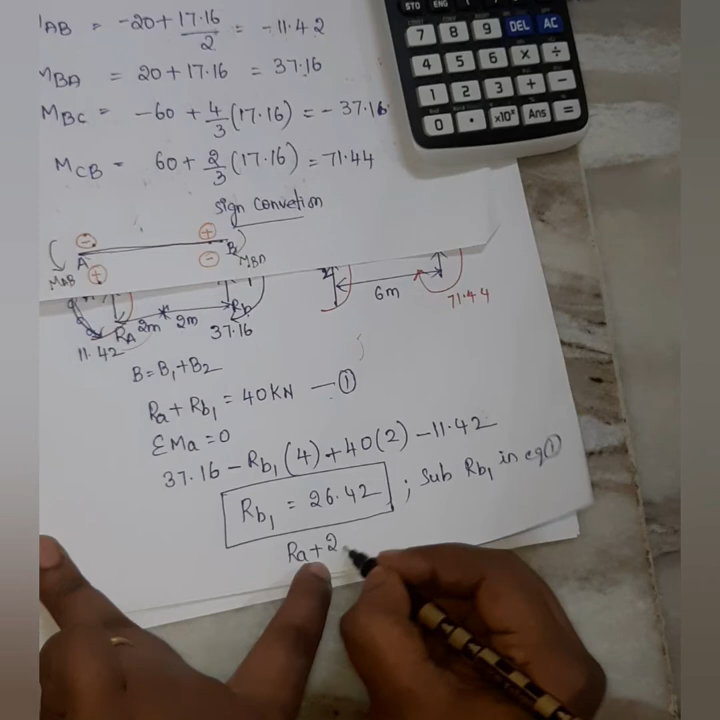 AB = -20 + 17.16/2 = -11.42
MBA = 20 + 17.16 = 37.16
MBC = -60 + 4/3 (17.16) = -37.16
MCB = 60 + 2/3 (17.16) = 71.44
sign convetion
- +
A B
MAB + - MBA
RA 2m 2m Rb
11.42 37.16
6m
71.44
B = B1 + B2
Ra + Rb1 = 40KN — ①
ΣMa = 0
37.16 - Rb1 (4) + 40(2) - 11.42
Rb1 = 26.42 ; Sub Rb1 in eq ①
Ra + 2
STO ENG
7 8 9 DEL AC
4 5 6 × ÷
1 2 3 + −
0 . ×10ˣ Ans =